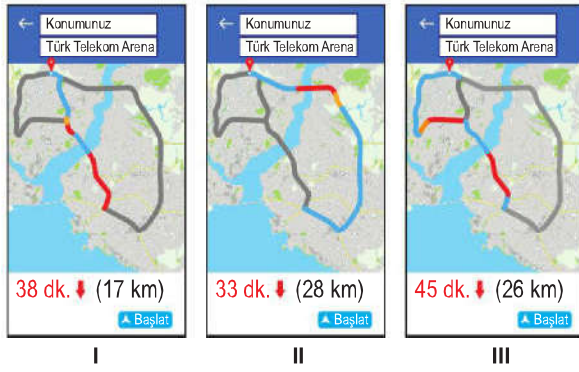 Konumunuz
Türk Telekom Arena
38 dk. (17 km)
Başlat
I
Konumunuz
Türk Telekom Arena
33 dk. (28 km)
Başlat
II
Konumunuz
Türk Telekom Arena
45 dk. (26 km)
Başlat
III